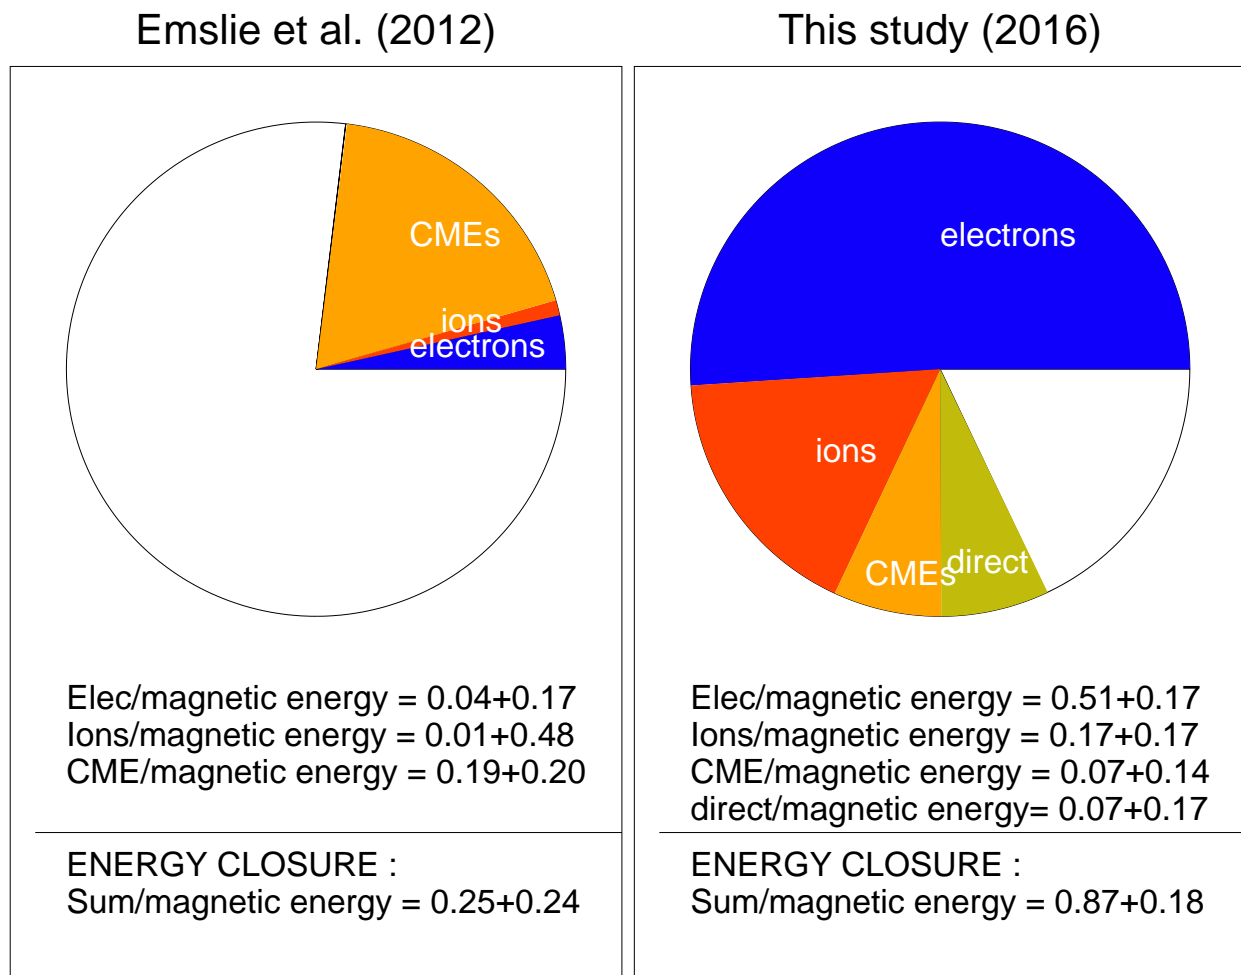 Emslie et al. (2012)
CMEs
ions
electrons
Elec/magnetic energy = 0.04+0.17
Ions/magnetic energy = 0.01+0.48
CME/magnetic energy = 0.19+0.20
ENERGY CLOSURE :
Sum/magnetic energy = 0.25+0.24
This study (2016)
electrons
ions
CMEs
direct
Elec/magnetic energy = 0.51+0.17
Ions/magnetic energy = 0.17+0.17
CME/magnetic energy = 0.07+0.14
direct/magnetic energy= 0.07+0.17
ENERGY CLOSURE :
Sum/magnetic energy = 0.87+0.18